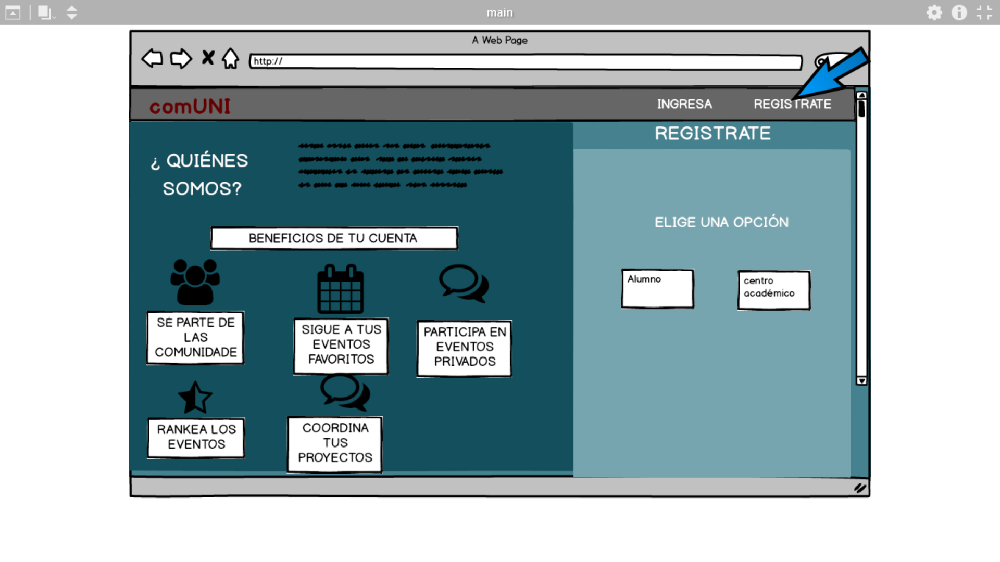 main
A Web Page
http://
comUNI
INGRESA
REGISTRATE
¿ QUIÉNES
SOMOS?
BENEFICIOS DE TU CUENTA
SÉ PARTE DE
LAS
COMUNIDADE
SIGUE A TUS
EVENTOS
FAVORITOS
PARTICIPA EN
EVENTOS
PRIVADOS
RANKEA LOS
EVENTOS
COORDINA
TUS
PROYECTOS
REGISTRATE
ELIGE UNA OPCIÓN
Alumno
centro
académico